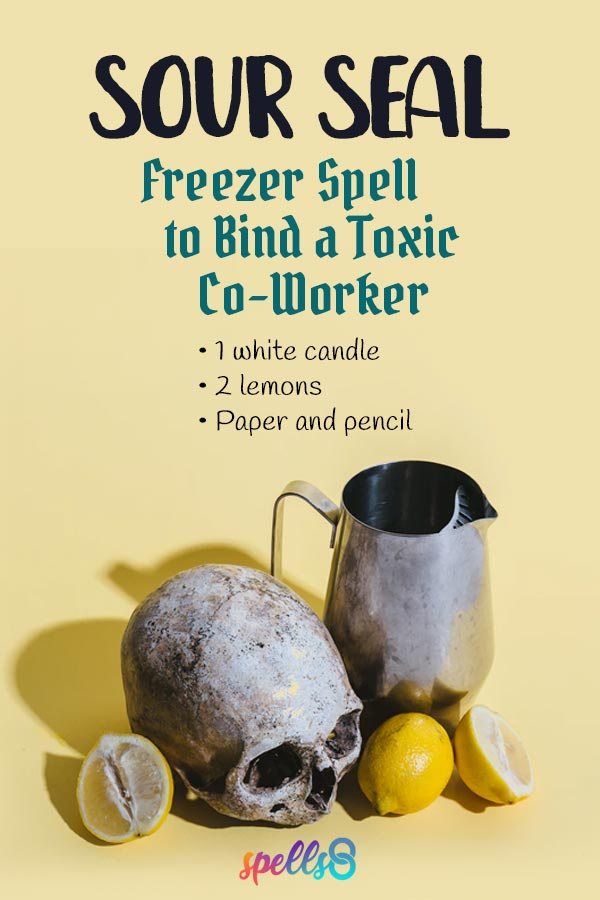 SOUR SEAL
Freezer Spell
to Bind a Toxic
Co-Worker
• 1 white candle
• 2 lemons
• Paper and pencil
spells8